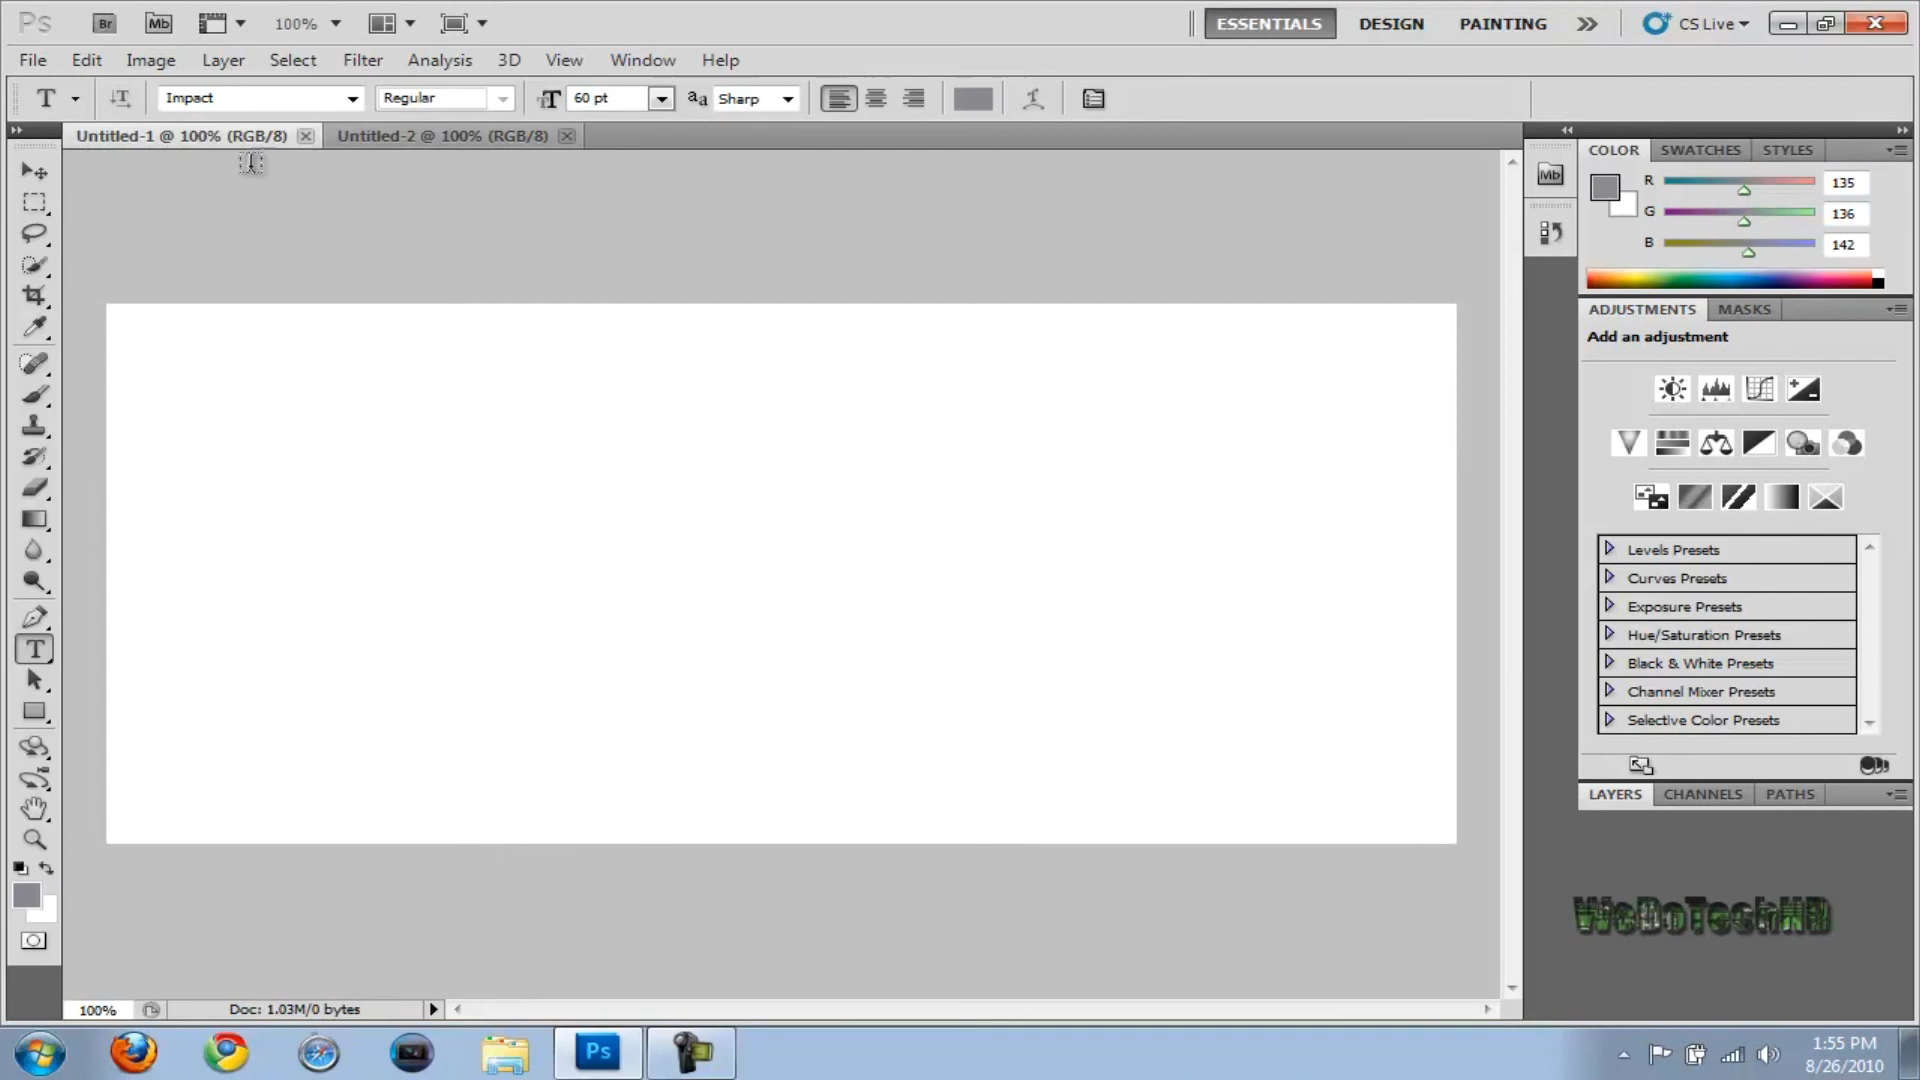 Ps Br Mb 100% ESSENTIALS DESIGN PAINTING CS Live
File Edit Image Layer Select Filter Analysis 3D View Window Help
T T Impact Regular T 60 pt aa Sharp T
Untitled-1 @ 100% (RGB/8) Untitled-2 @ 100% (RGB/8)
T
100% Doc: 1.03M/0 bytes
Mb
COLOR SWATCHES STYLES
R 135
G 136
B 142
ADJUSTMENTS MASKS
Add an adjustment
Levels Presets
Curves Presets
Exposure Presets
Hue/Saturation Presets
Black & White Presets
Channel Mixer Presets
Selective Color Presets
LAYERS CHANNELS PATHS
WeDoTechHD
Ps
1:55 PM
8/26/2010